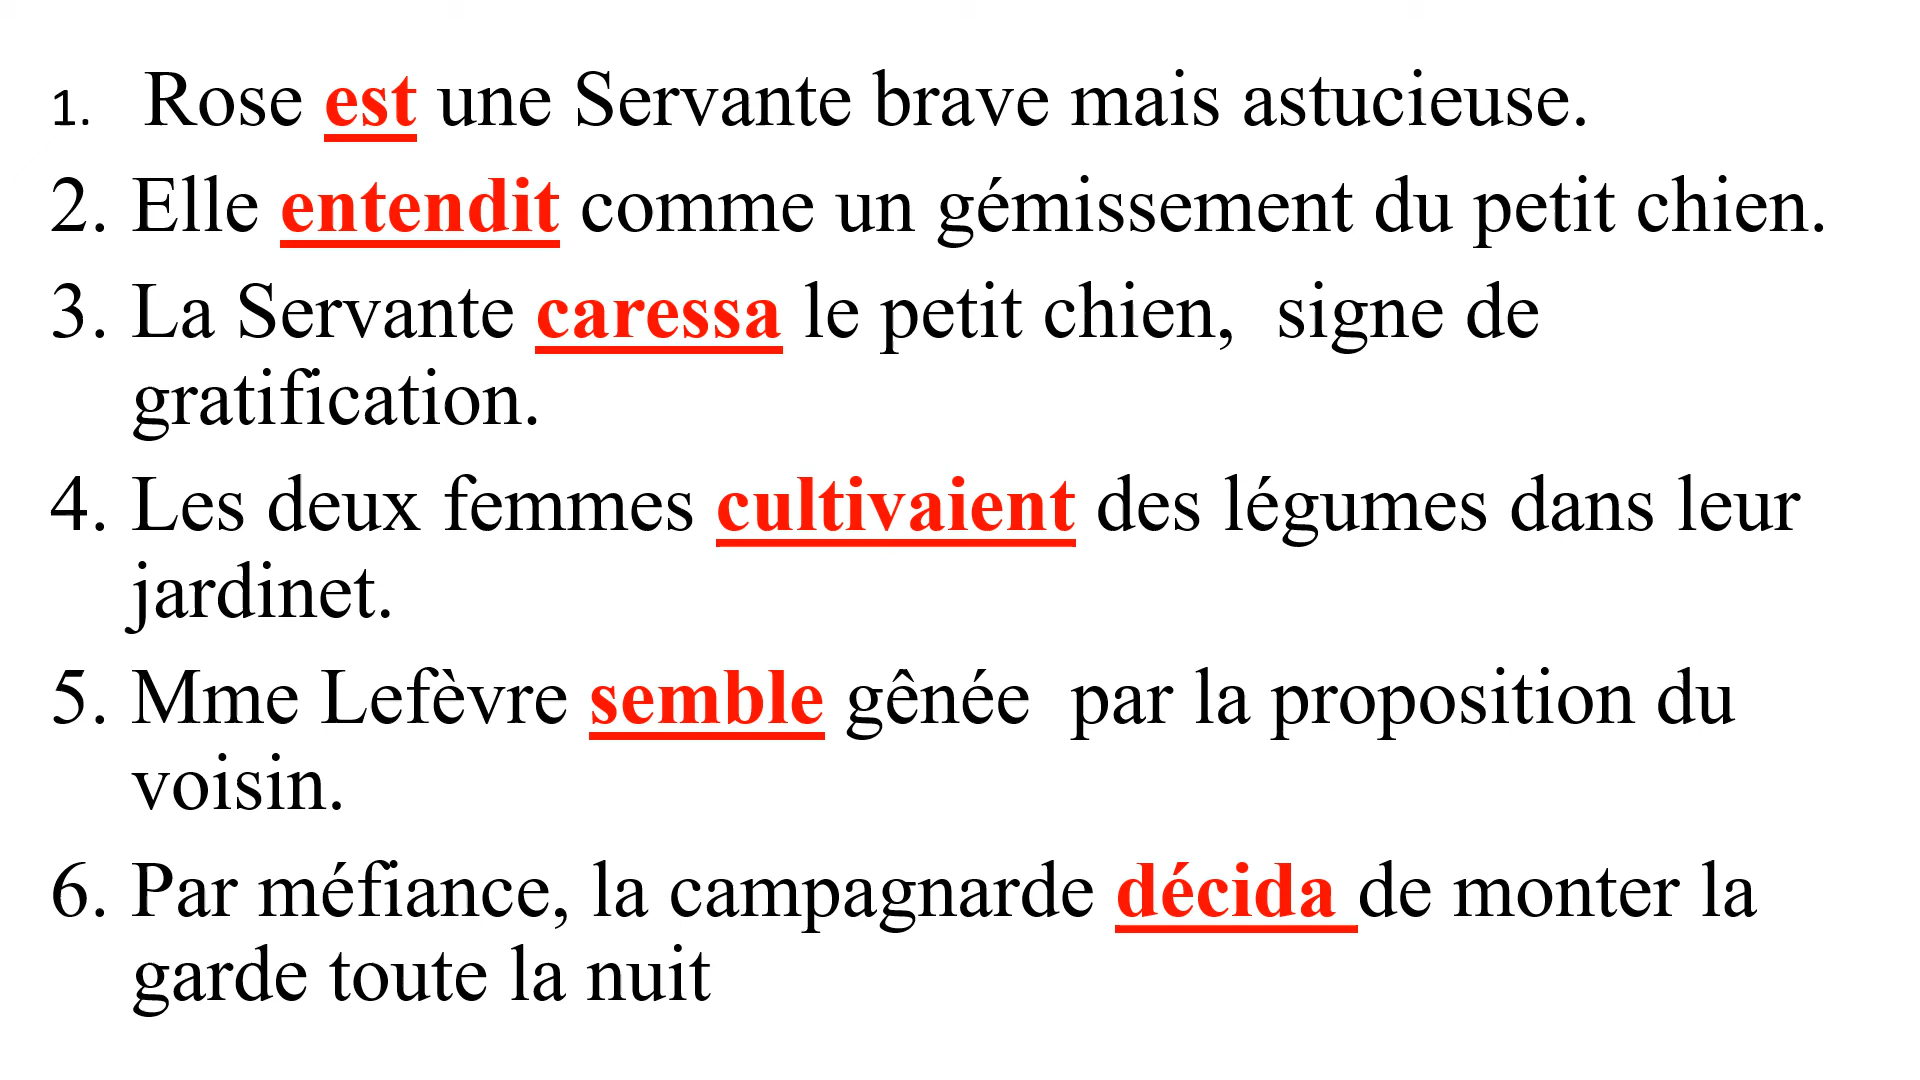 1. Rose est une Servante brave mais astucieuse.
2. Elle entendit comme un gémissement du petit chien.
3. La Servante caressa le petit chien,  signe de
gratification.
4. Les deux femmes cultivaient des légumes dans leur
jardinet.
5. Mme Lefèvre semble gênée  par la proposition du
voisin.
6. Par méfiance, la campagnarde décida de monter la
garde toute la nuit